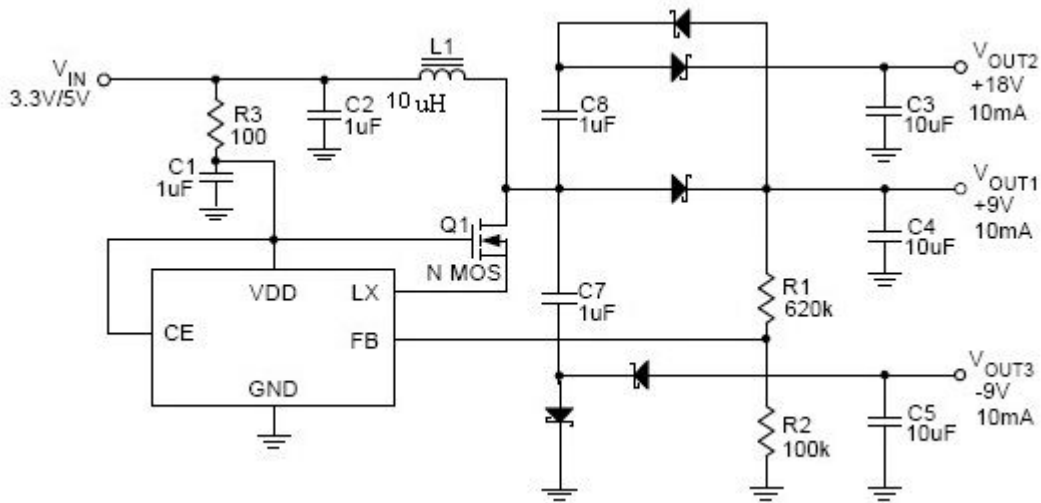 L1
10 uH
VIN
3.3V/5V
R3
100
C2
1uF
C1
1uF
C8
1uF
VOUT2
+18V
10mA
C3
10uF
VOUT1
+9V
10mA
C4
10uF
Q1
N MOS
VDD
LX
CE
FB
GND
C7
1uF
R1
620k
VOUT3
-9V
10mA
C5
10uF
R2
100k